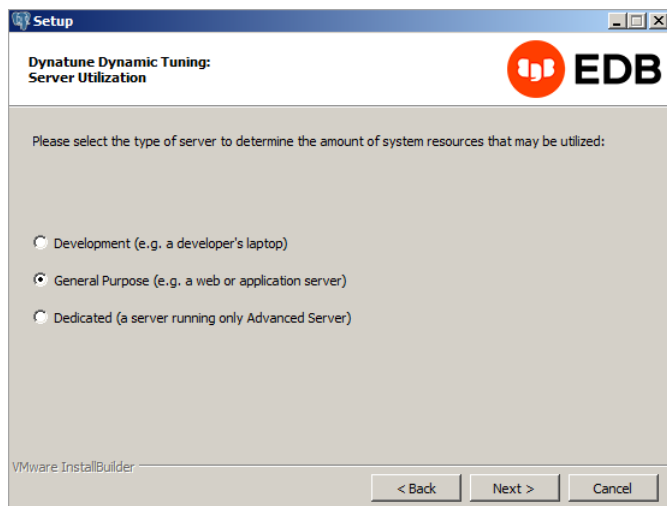 Setup
Dynatune Dynamic Tuning:
Server Utilization
EDB
Please select the type of server to determine the amount of system resources that may be utilized:
Development (e.g. a developer's laptop)
General Purpose (e.g. a web or application server)
Dedicated (a server running only Advanced Server)
VMware InstallBuilder
< Back
Next >
Cancel